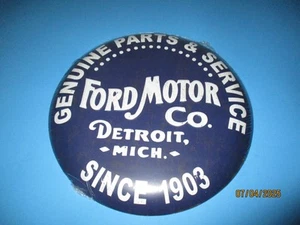 GENUINE PARTS & SERVICE
FORD MOTOR
CO.
DETROIT,
-MICH.-
SINCE 1903
07/04/2005